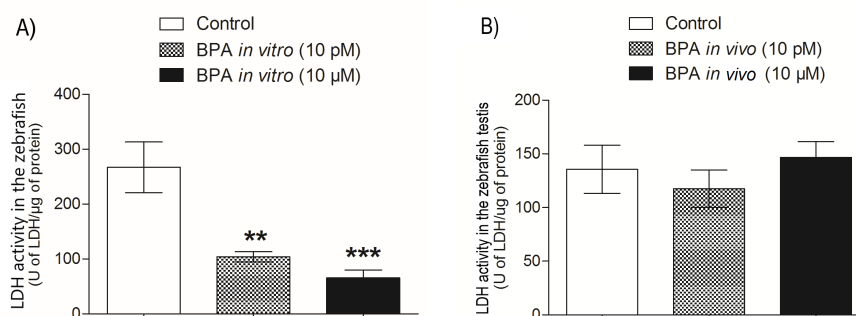 A)
Control
BPA in vitro (10 pM)
BPA in vitro (10 µM)
LDH activity in the zebrafish
(U of LDH/µg of protein)
400
300
200
100
0
**
***
B)
Control
BPA in vivo (10 pM)
BPA in vivo (10 µM)
LDH activity in the zebrafish testis
(U of LDH/ug of protein)
200
150
100
50
0